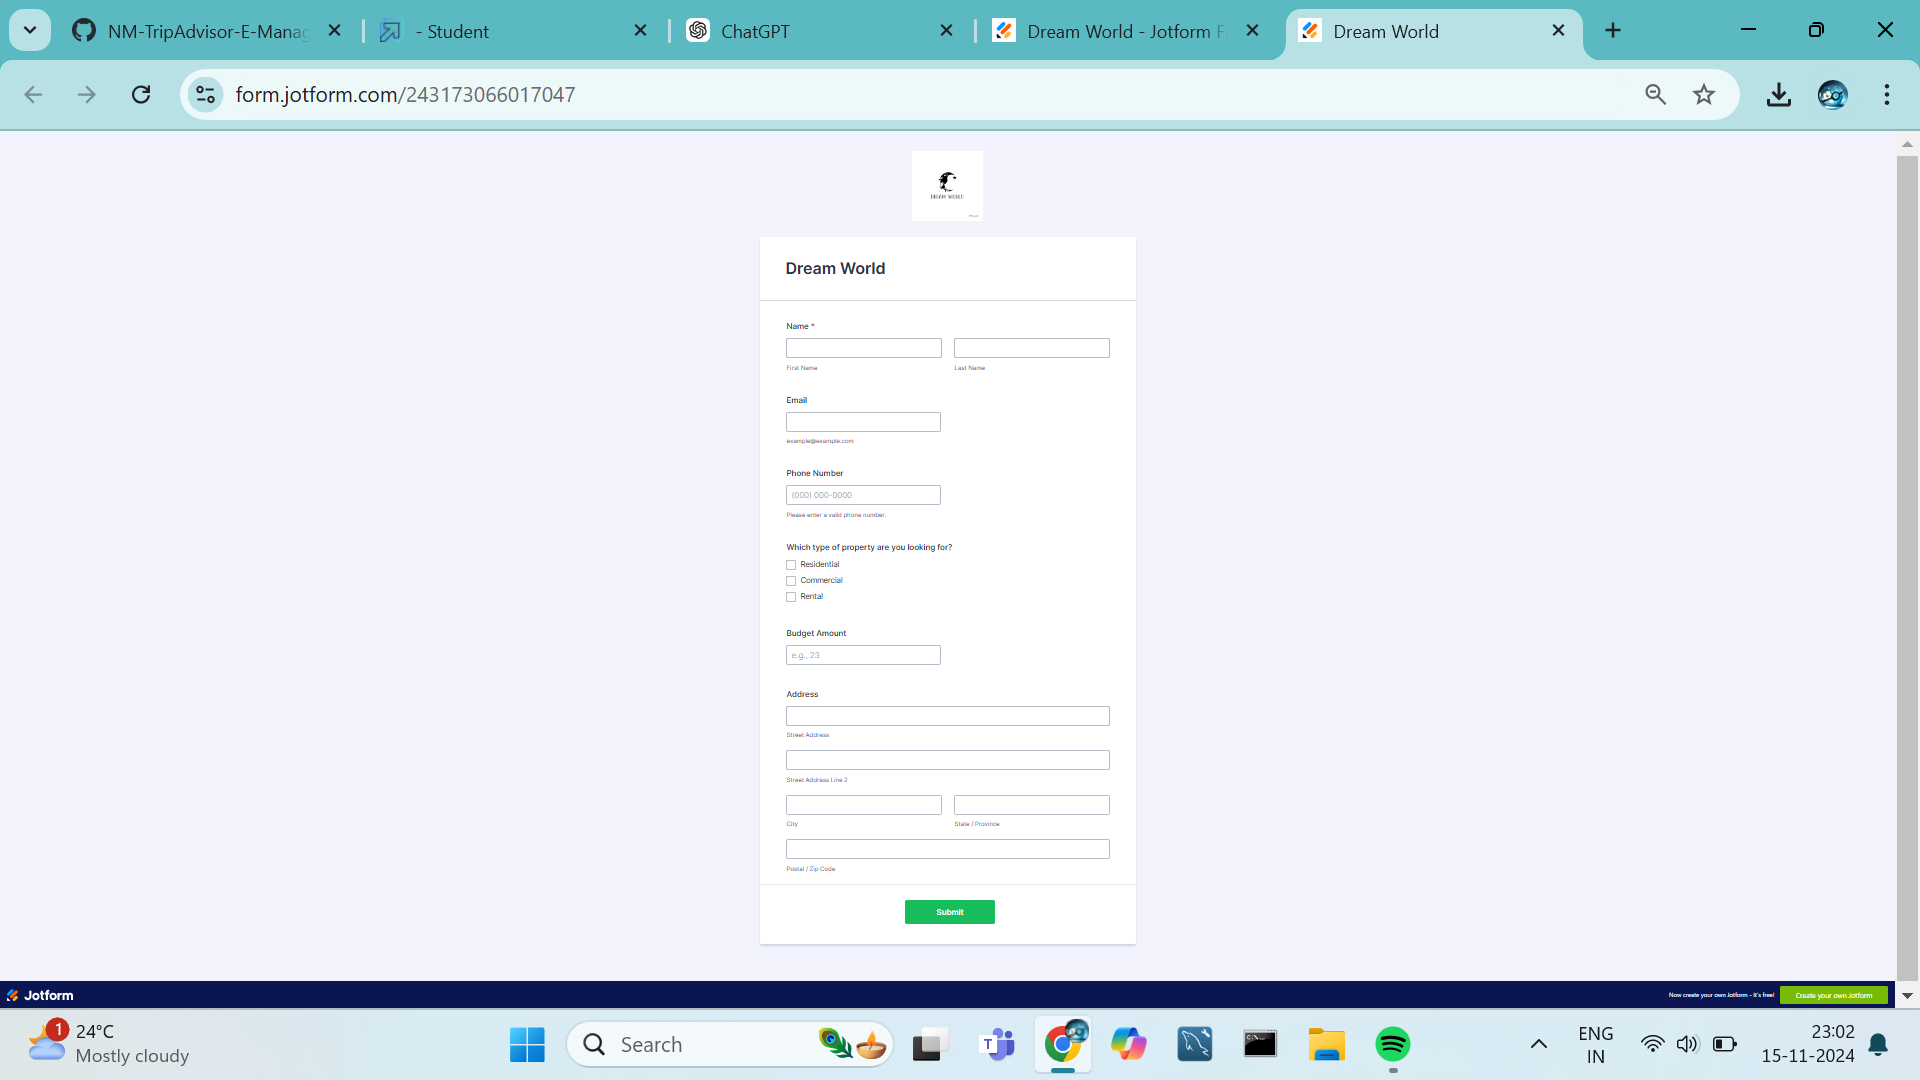 NM-TripAdvisor-E-Manag
- Student
ChatGPT
Dream World - Jotform F
Dream World
form.jotform.com/243173066017047
DREAM WORLD
Dream World
Name *
First Name
Last Name
Email
example@example.com
Phone Number
(000) 000-0000
Please enter a valid phone number.
Which type of property are you looking for?
Residential
Commercial
Rental
Budget Amount
e.g., 23
Address
Street Address
Street Address Line 2
City
State / Province
Postal / Zip Code
Submit
Jotform
Now create your own Jotform - It's free!
Create your own Jotform
1
24°C
Mostly cloudy
Search
T
ENG
IN
23:02
15-11-2024